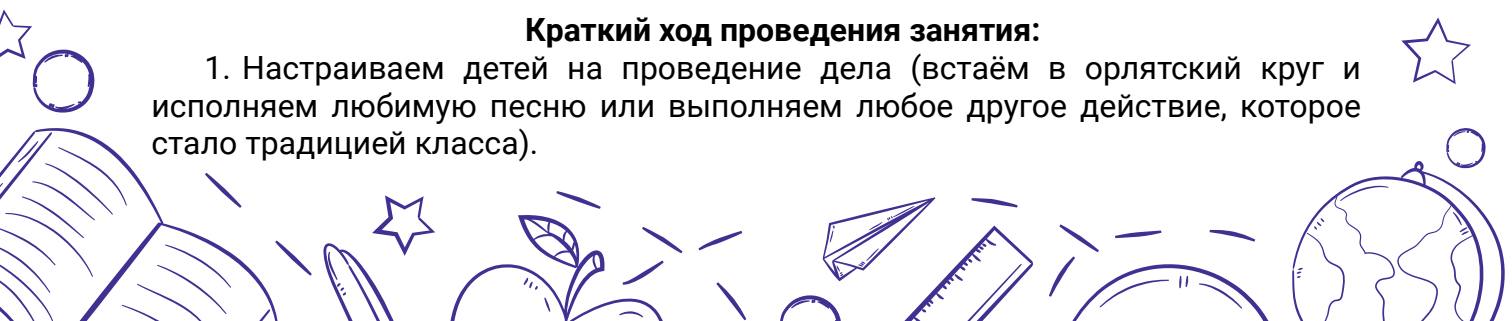 Краткий ход проведения занятия:
1. Настраиваем детей на проведение дела (встаём в орлятский круг и
исполняем любимую песню или выполняем любое другое действие, которое
стало традицией класса).